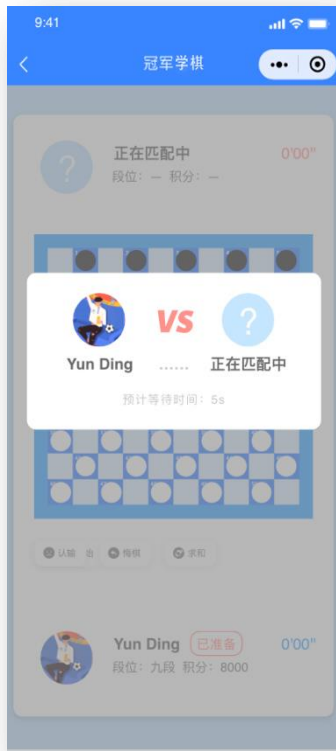 9:41
冠军学棋
正在匹配中
0'00"
段位：— 积分：—
VS
Yun Ding
......
正在匹配中
预计等待时间：5s
认输
悔棋
求和
Yun Ding
已准备
0'00"
段位：九段 积分：8000